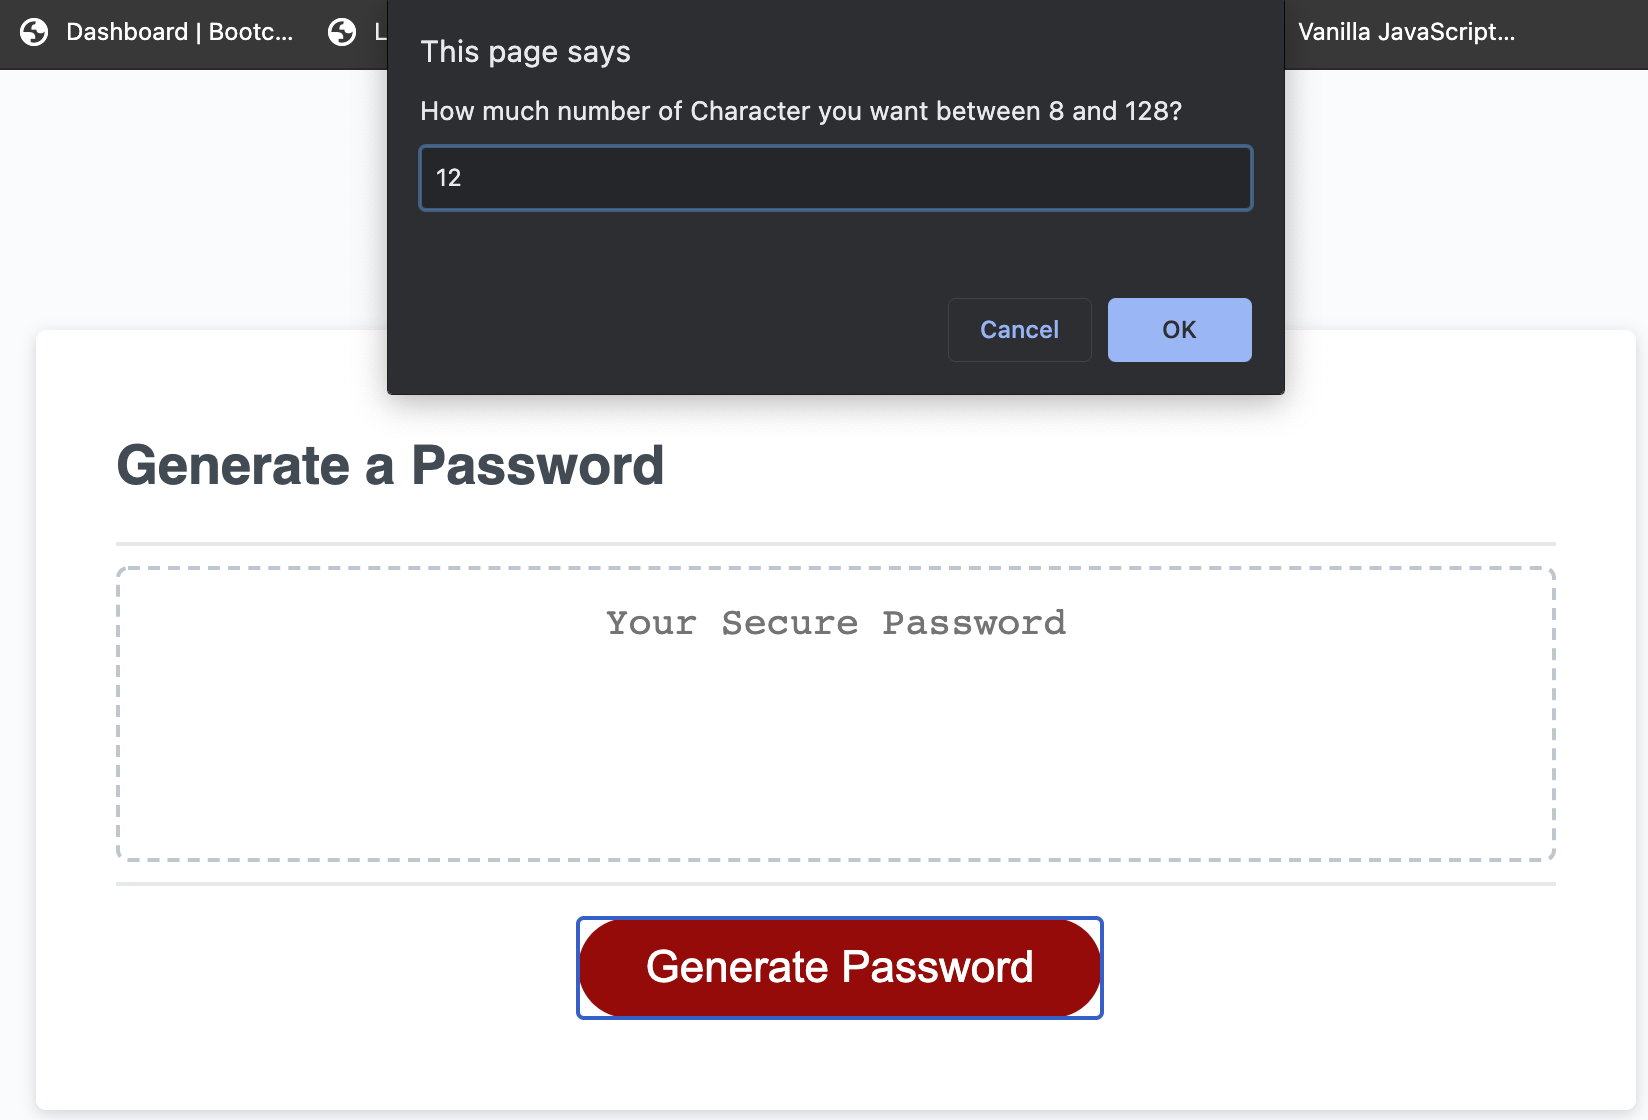 Dashboard | Bootc...
L
Vanilla JavaScript...
This page says
How much number of Character you want between 8 and 128?
12
Cancel
OK
Generate a Password
Your Secure Password
Generate Password